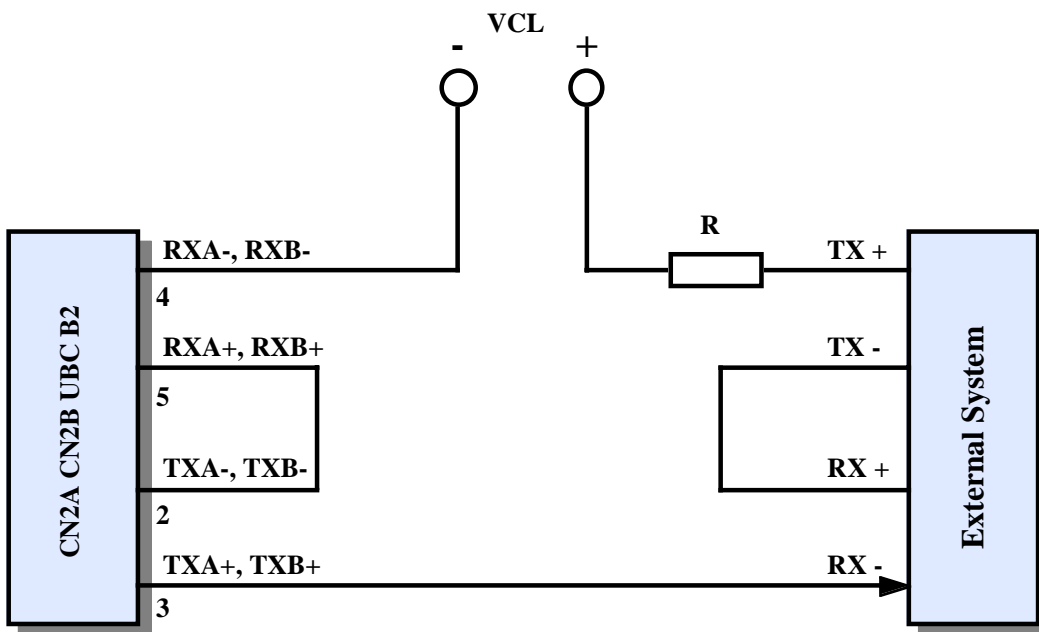 VCL
- +
R
RXA-, RXB-
4
RXA+, RXB+
5
TXA-, TXB-
2
TXA+, TXB+
3
CN2A CN2B UBC B2
TX +
TX -
RX +
RX -
External System